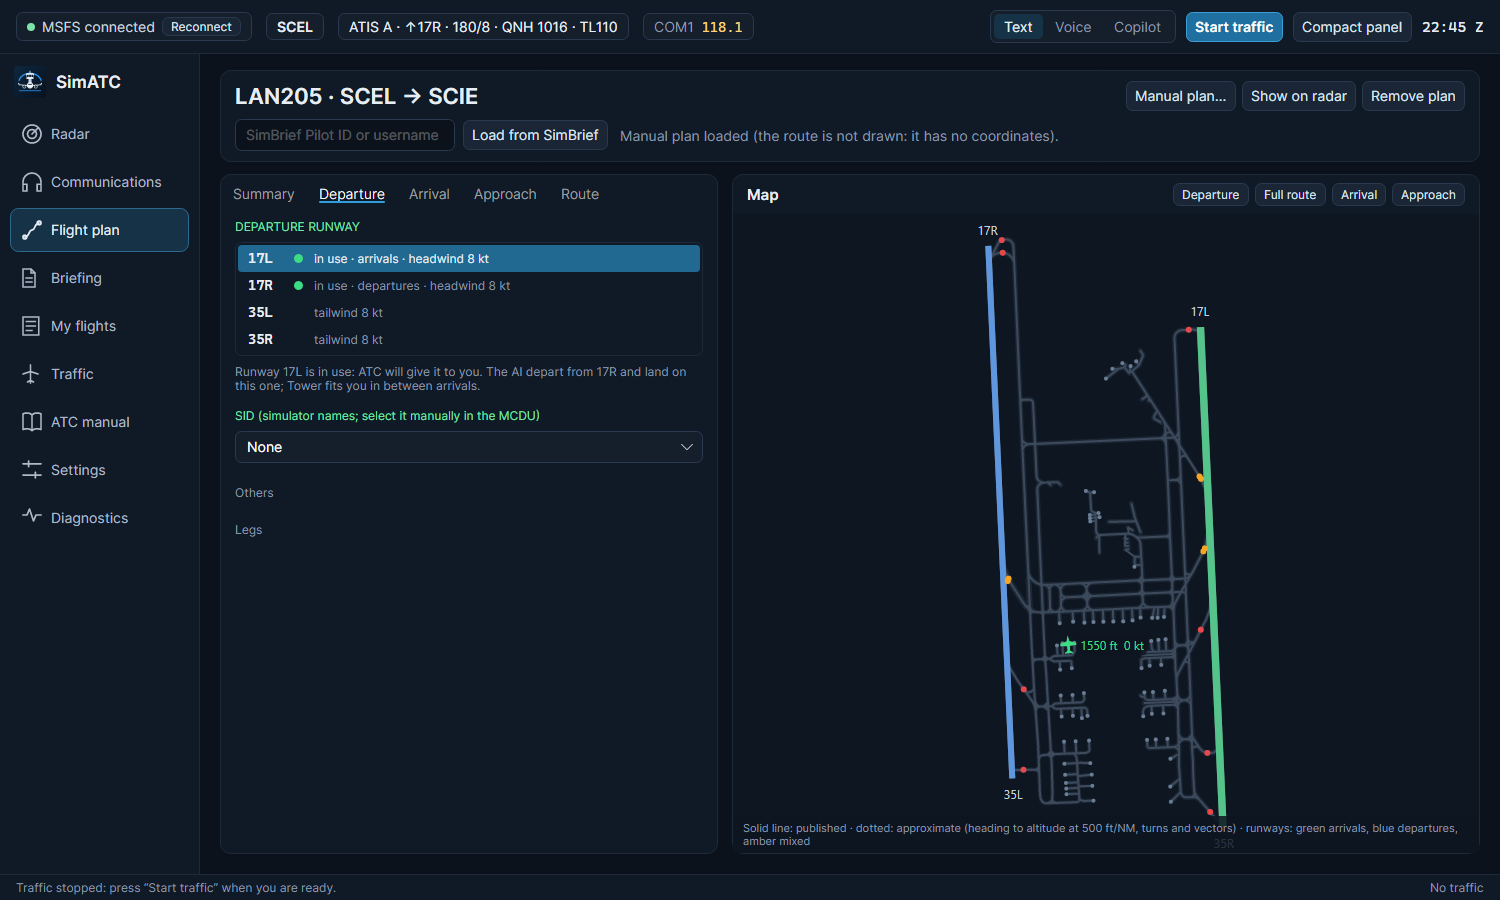 MSFS connected
Reconnect
SCEL
ATIS A · ↑17R · 180/8 · QNH 1016 · TL110
COM1 118.1
Text
Voice
Copilot
Start traffic
Compact panel
22:45 Z
SimATC
Radar
Communications
Flight plan
Briefing
My flights
Traffic
ATC manual
Settings
Diagnostics
LAN205 · SCEL → SCIE
Manual plan...
Show on radar
Remove plan
SimBrief Pilot ID or username
Load from SimBrief
Manual plan loaded (the route is not drawn: it has no coordinates).
Summary
Departure
Arrival
Approach
Route
DEPARTURE RUNWAY
17L in use · arrivals · headwind 8 kt
17R in use · departures · headwind 8 kt
35L tailwind 8 kt
35R tailwind 8 kt
Runway 17L is in use: ATC will give it to you. The AI depart from 17R and land on
this one; Tower fits you in between arrivals.
SID (simulator names; select it manually in the MCDU)
None
Others
Legs
Map
Departure
Full route
Arrival
Approach
17R
17L
1550 ft 0 kt
35L
Solid line: published · dotted: approximate (heading to altitude at 500 ft/NM, turns and vectors) · runways: green arrivals, blue departures,
amber mixed
35R
Traffic stopped: press “Start traffic” when you are ready.
No traffic